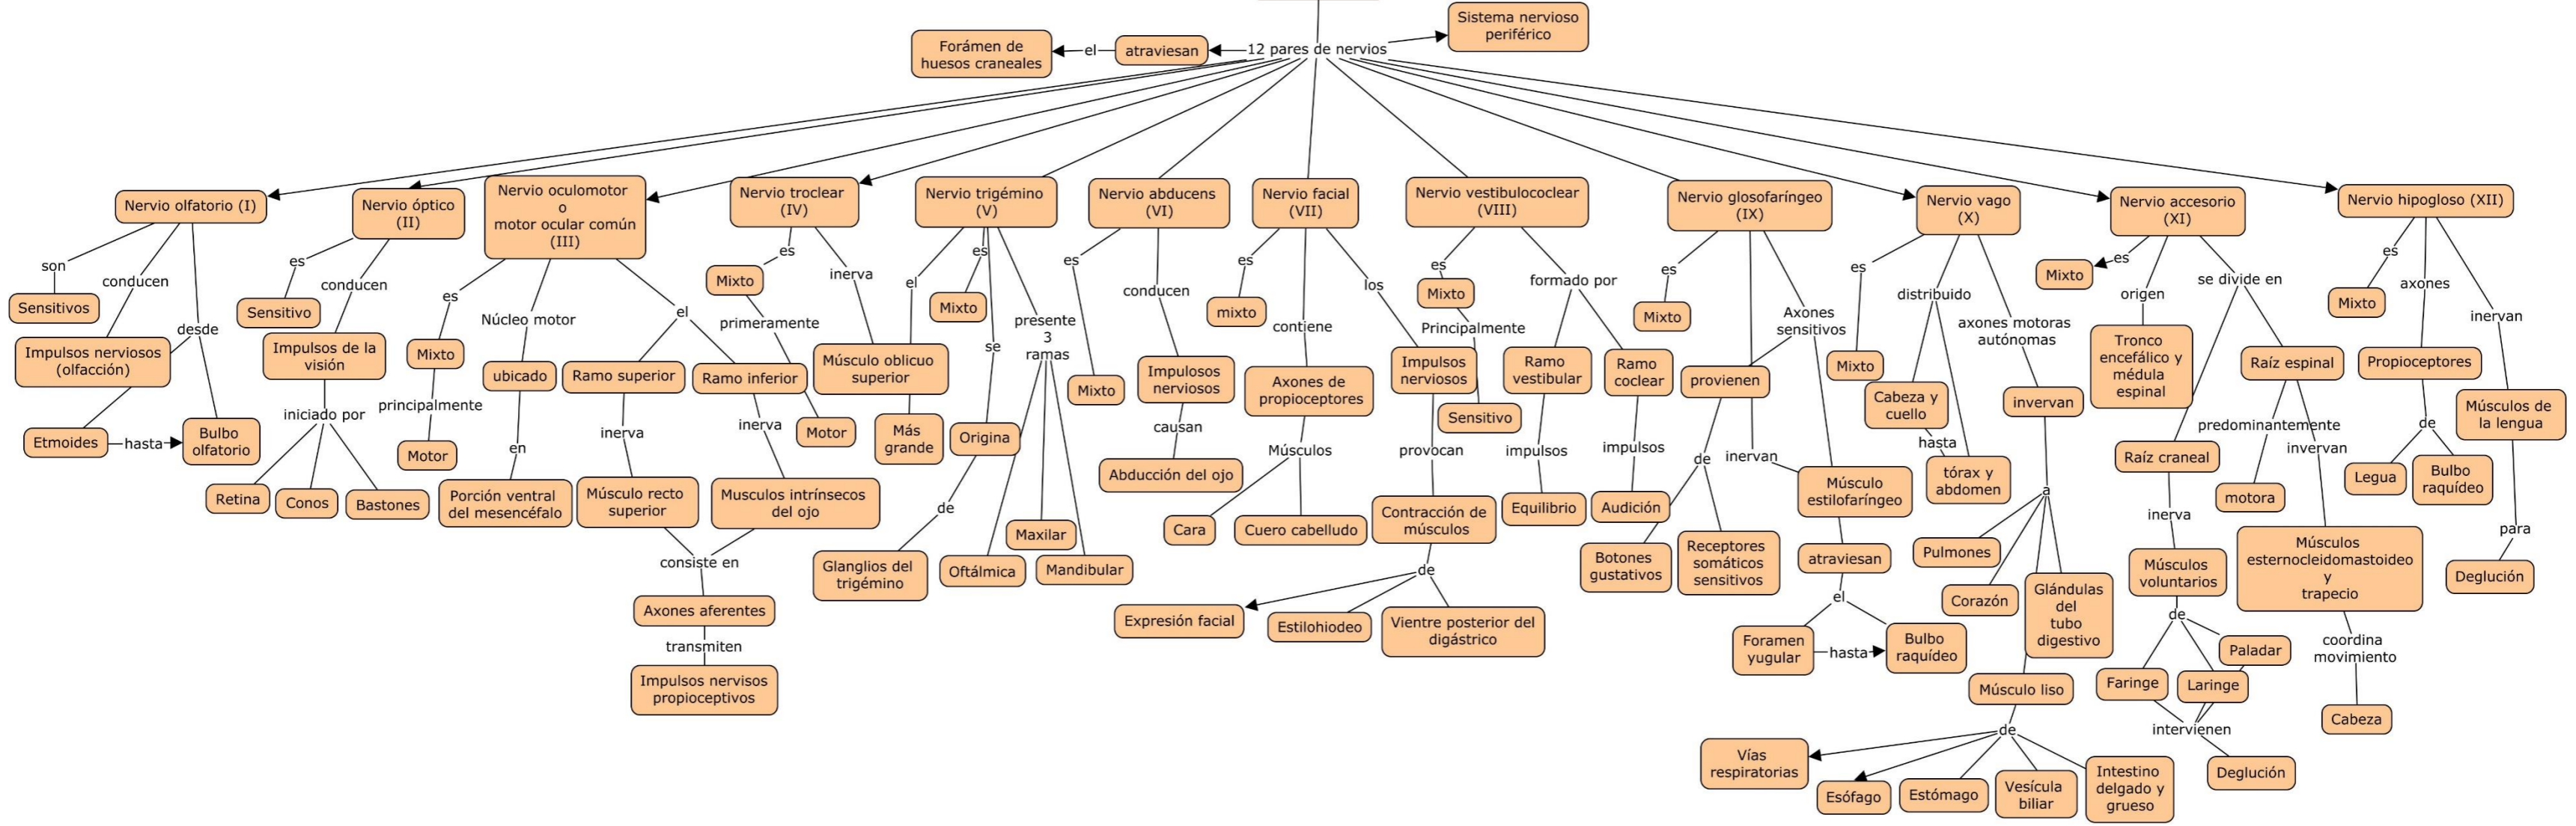 Sistema nervioso
periférico
12 pares de nervios
atraviesan
el
Forámen de
huesos craneales
Nervio olfatorio (I)
son
Sensitivos
conducen
Impulsos nerviosos
(olfacción)
desde
Etmoides
hasta
Bulbo
olfatorio
Nervio óptico
(II)
es
Sensitivo
conducen
Impulsos de la
visión
iniciado por
Retina
Conos
Bastones
Nervio oculomotor
o
motor ocular común
(III)
es
Mixto
principalmente
Motor
Núcleo motor
ubicado
en
Porción ventral
del mesencéfalo
el
Ramo superior
inerva
Músculo recto
superior
Ramo inferior
inerva
Musculos intrínsecos
del ojo
consiste en
Axones aferentes
transmiten
Impulsos nervisos
propioceptivos
Nervio troclear
(IV)
es
Mixto
primeramente
Motor
inerva
Músculo oblicuo
superior
Nervio trigémino
(V)
el
Más
grande
es
Mixto
se
Origina
de
Glanglios del
trigémino
presente
3
ramas
Oftálmica
Maxilar
Mandibular
Nervio abducens
(VI)
es
Mixto
conducen
Impulosos
nerviosos
causan
Abducción del ojo
Nervio facial
(VII)
es
mixto
contiene
Axones de
propioceptores
Músculos
Cara
Cuero cabelludo
los
Impulsos
nerviosos
provocan
Contracción de
músculos
de
Expresión facial
Estilohiodeo
Vientre posterior del
digástrico
Nervio vestibulococlear
(VIII)
es
Mixto
Principalmente
Sensitivo
formado por
Ramo
vestibular
impulsos
Equilibrio
Ramo
coclear
impulsos
Audición
Nervio glosofaríngeo
(IX)
es
Mixto
provienen
de
Botones
gustativos
Receptores
somáticos
sensitivos
inervan
Axones
sensitivos
Músculo
estilofaríngeo
atraviesan
el
Foramen
yugular
hasta
Bulbo
raquídeo
Nervio vago
(X)
es
Mixto
distribuido
Cabeza y
cuello
hasta
tórax y
abdomen
axones motoras
autónomas
invervan
a
Pulmones
Corazón
Glándulas
del
tubo
digestivo
Músculo liso
de
Vías
respiratorias
Esófago
Estómago
Vesícula
biliar
Intestino
delgado y
grueso
Nervio accesorio
(XI)
es
Mixto
origen
Tronco
encefálico y
médula
espinal
se divide en
Raíz craneal
inerva
Músculos
voluntarios
de
Faringe
Laringe
Paladar
intervienen
Deglución
Raíz espinal
predominantemente
motora
invervan
Músculos
esternocleidomastoideo
y
trapecio
coordina
movimiento
Cabeza
Nervio hipogloso (XII)
es
Mixto
axones
Propioceptores
de
Legua
Bulbo
raquídeo
inervan
Músculos de
la lengua
para
Deglución